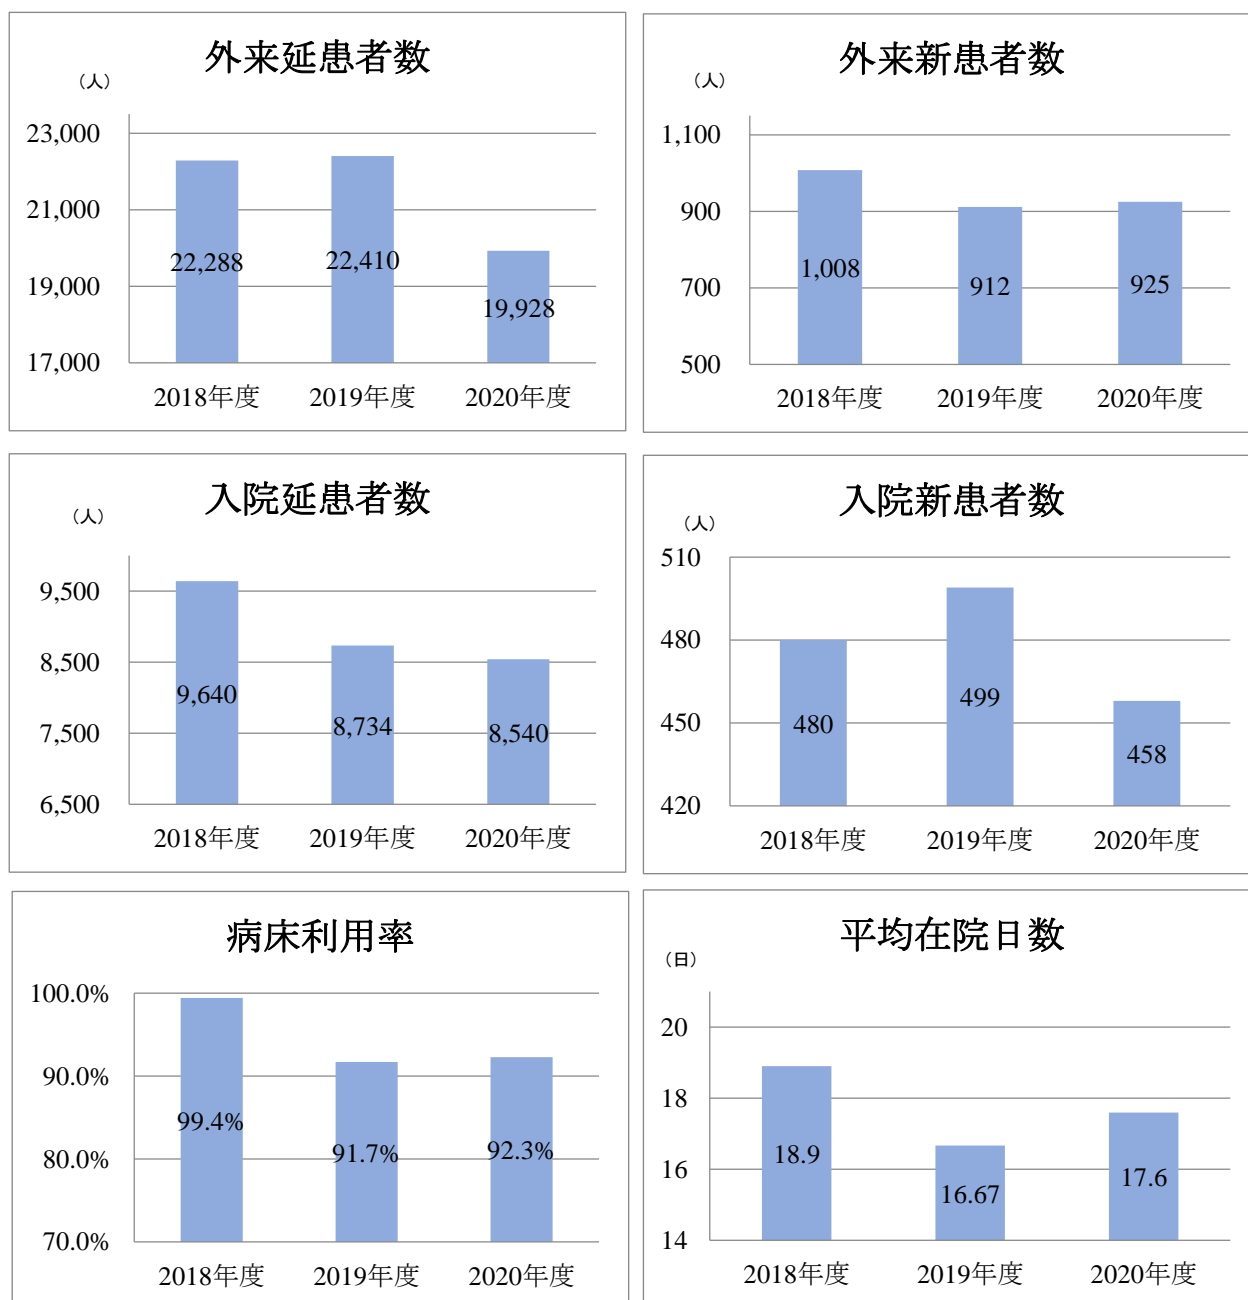 外来延患者数
（人）
23,000
21,000
19,000
17,000
22,288
22,410
19,928
2018年度 2019年度 2020年度
外来新患者数
（人）
1,100
900
700
500
1,008
912
925
2018年度 2019年度 2020年度
入院延患者数
（人）
9,500
8,500
7,500
6,500
9,640
8,734
8,540
2018年度 2019年度 2020年度
入院新患者数
（人）
510
480
450
420
480
499
458
2018年度 2019年度 2020年度
病床利用率
100.0%
90.0%
80.0%
70.0%
99.4%
91.7%
92.3%
2018年度 2019年度 2020年度
平均在院日数
（日）
20
18
16
14
18.9
16.67
17.6
2018年度 2019年度 2020年度